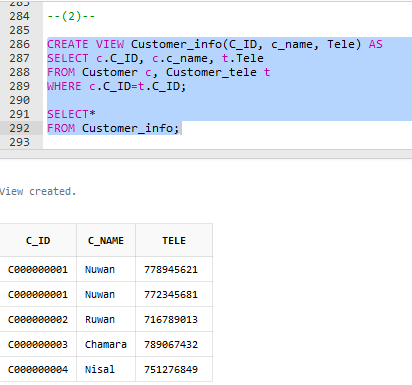 283
284 --(2)--
285
286 CREATE VIEW Customer_info(C_ID, c_name, Tele) AS
287 SELECT c.C_ID, c.c_name, t.Tele
288 FROM Customer c, Customer_tele t
289 WHERE c.C_ID=t.C_ID;
290
291 SELECT*
292 FROM Customer_info;
293
View created.
C_ID C_NAME TELE
C000000001 Nuwan 778945621
C000000001 Nuwan 772345681
C000000002 Ruwan 716789013
C000000003 Chamara 789067432
C000000004 Nisal 751276849